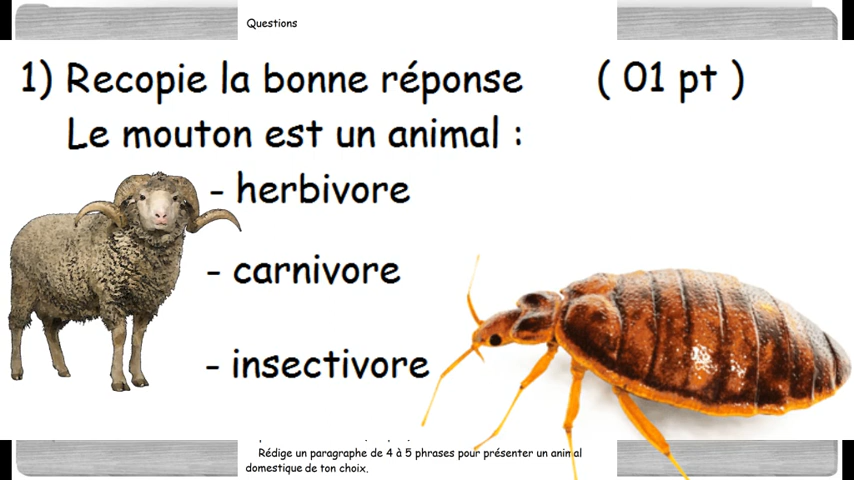 Questions
1) Recopie la bonne réponse ( 01 pt )
Le mouton est un animal :
- herbivore
- carnivore
- insectivore
Rédige un paragraphe de 4 à 5 phrases pour présenter un animal
domestique de ton choix.